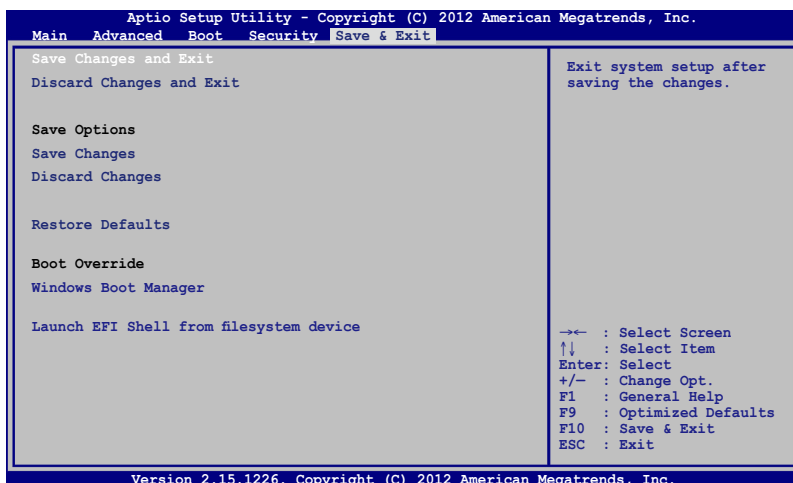 Aptio Setup Utility - Copyright (C) 2012 American Megatrends, Inc.
Main Advanced Boot Security Save & Exit
Save Changes and Exit
Discard Changes and Exit
Save Options
Save Changes
Discard Changes
Restore Defaults
Boot Override
Windows Boot Manager
Launch EFI Shell from filesystem device
Exit system setup after
saving the changes.
→← : Select Screen
↑↓ : Select Item
Enter: Select
+/— : Change Opt.
F1 : General Help
F9 : Optimized Defaults
F10 : Save & Exit
ESC : Exit
Version 2.15.1226. Copyright (C) 2012 American Megatrends, Inc.